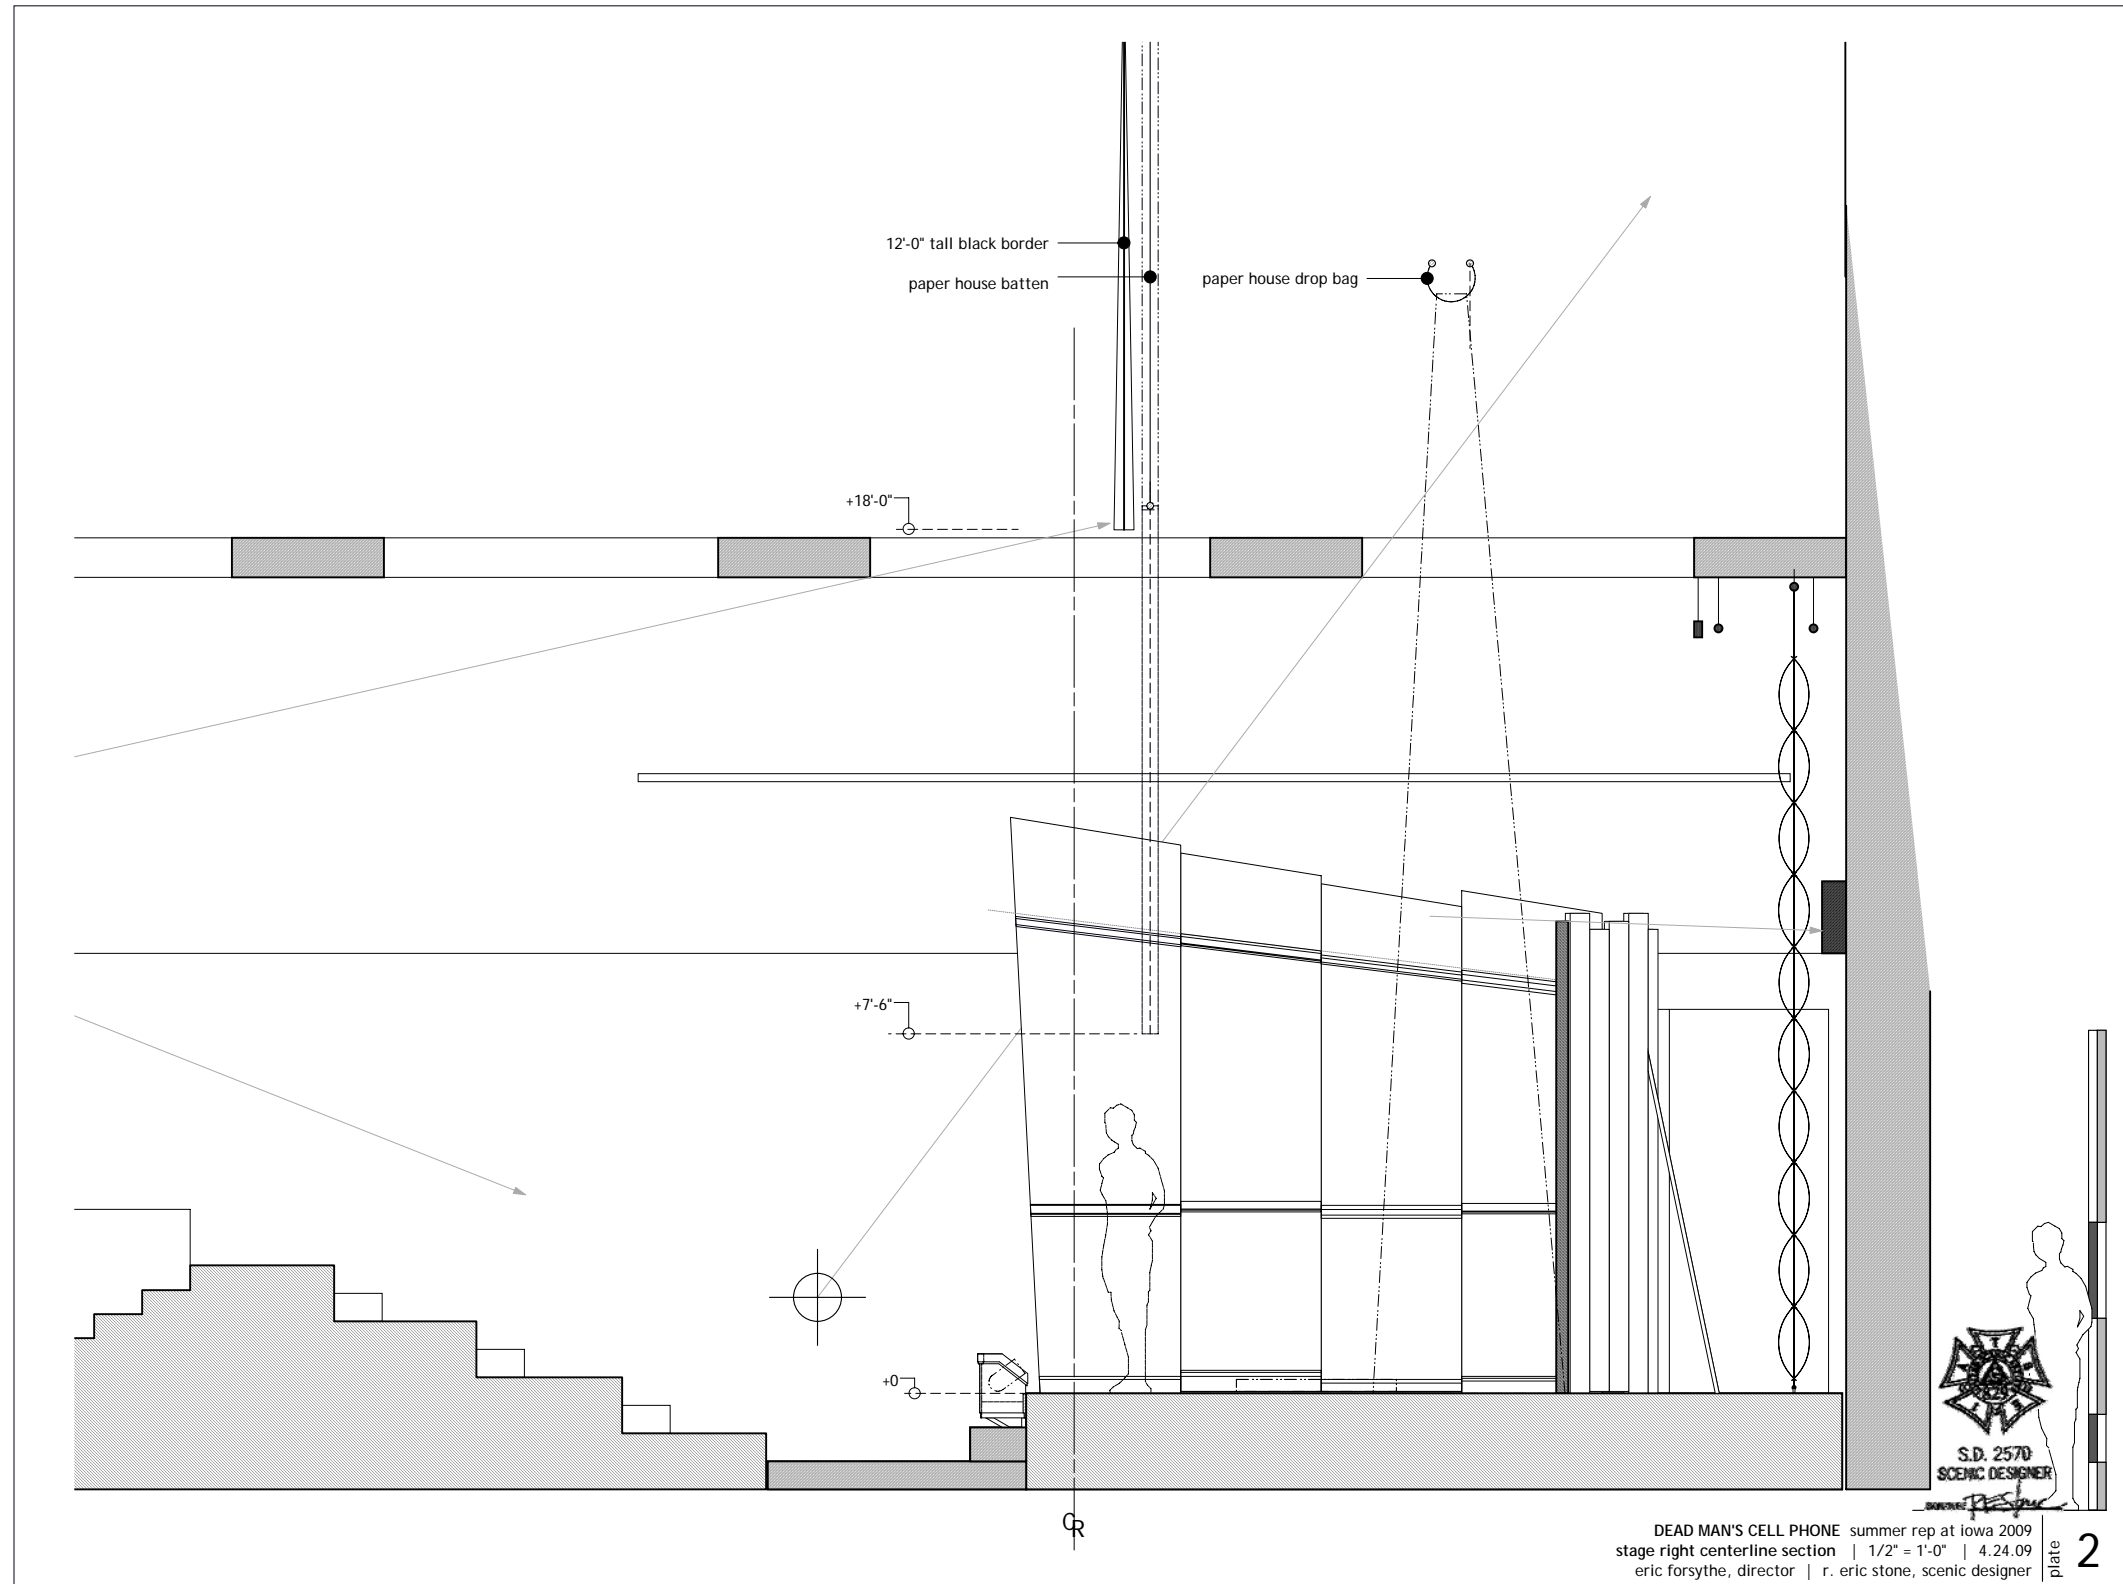 12'-0" tall black border
paper house batten
paper house drop bag
+18'-0"
+7'-6"
+0
S.D. 2570
SCENIC DESIGNER
DEAD MAN'S CELL PHONE summer rep at iowa 2009
stage right centerline section | 1/2" = 1'-0" | 4.24.09
eric forsythe, director | r. eric stone, scenic designer
plate 2